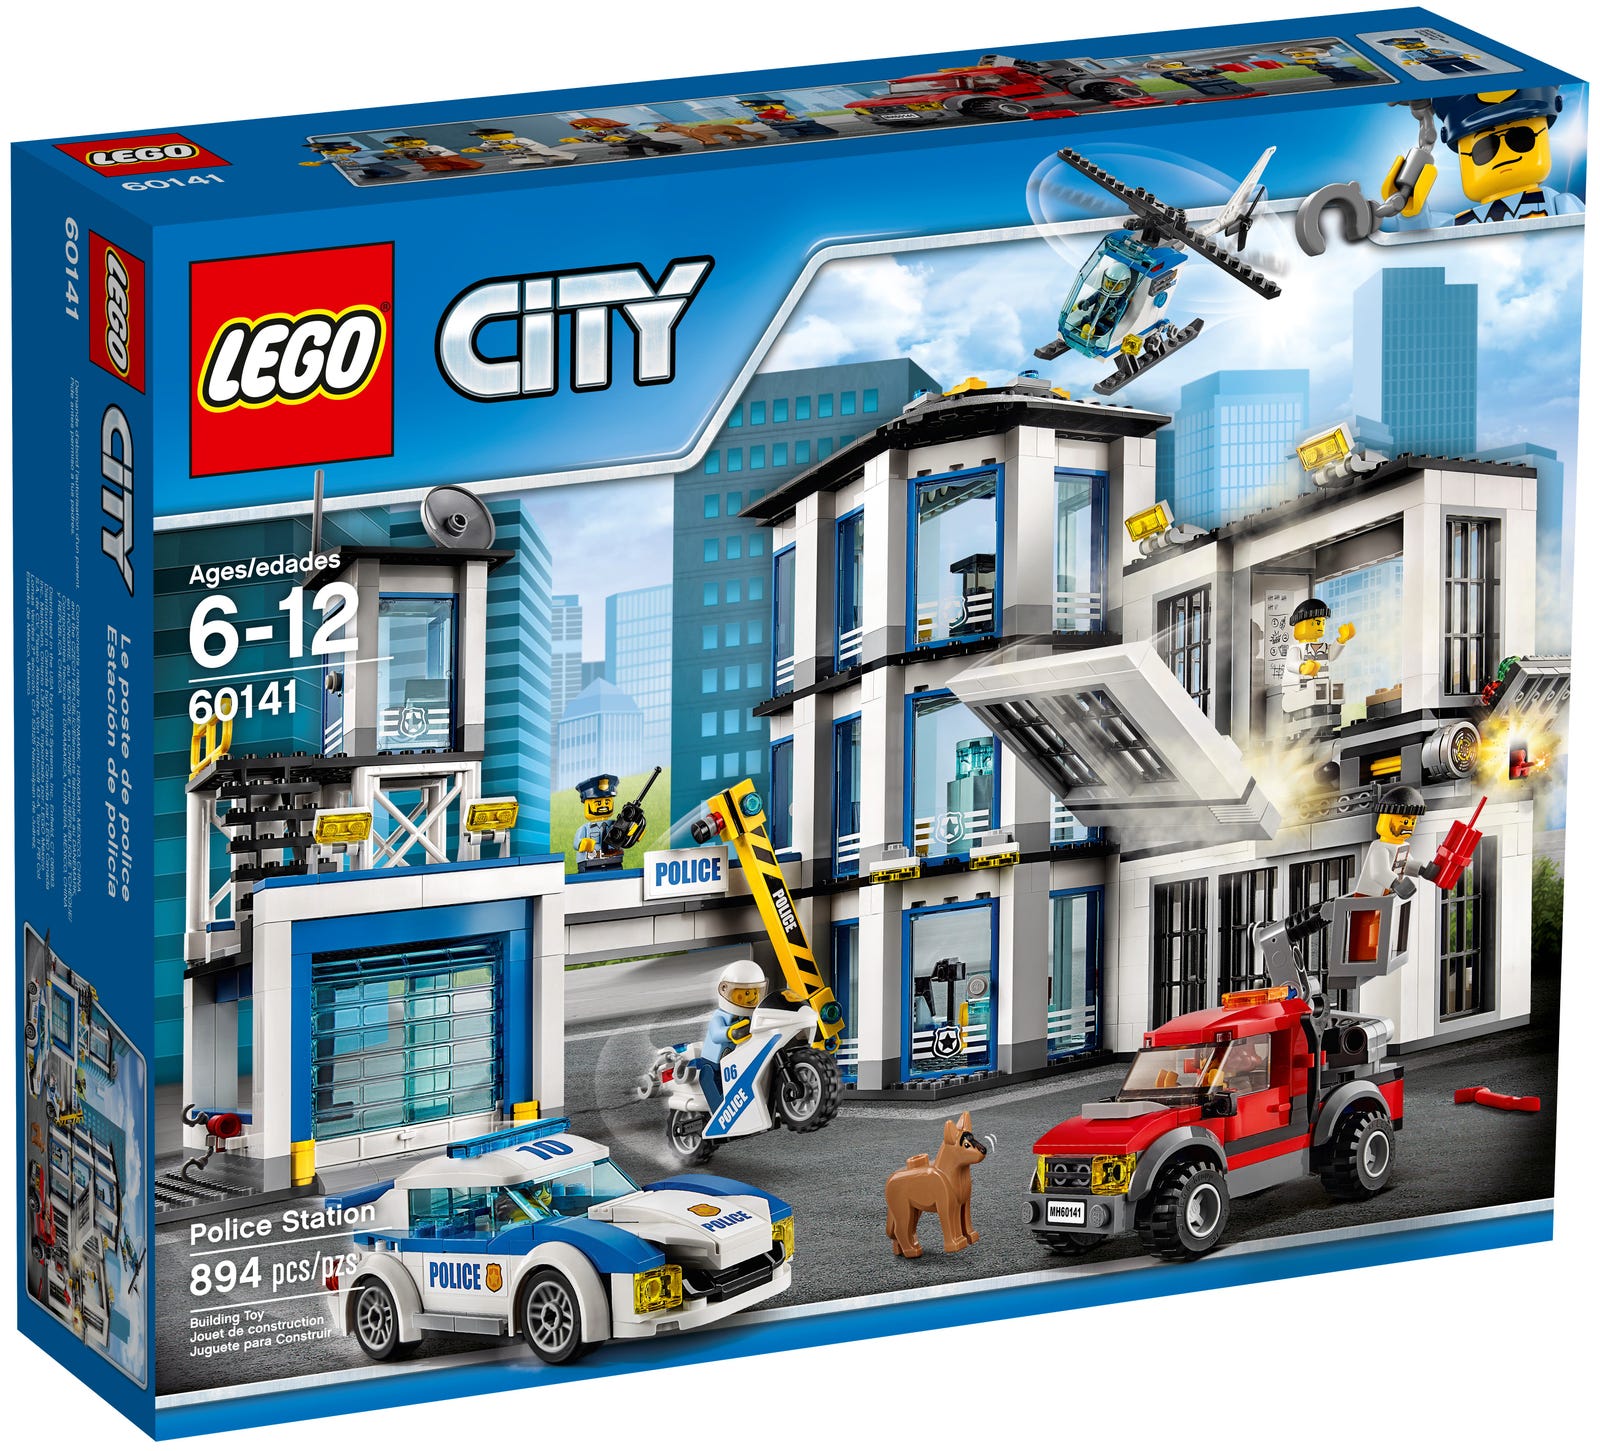 LEGO
60141
LEGO
60141
CITY
Le poste de police
Estación de policía
LEGO®
CITY
Ages/edades
6-12
60141
POLICE
POLICE
06
POLICE
10
POLICE
POLICE
MH60141
Police Station
894 pcs/pzs
Building Toy
Jouet de construction
Juguete para Construir